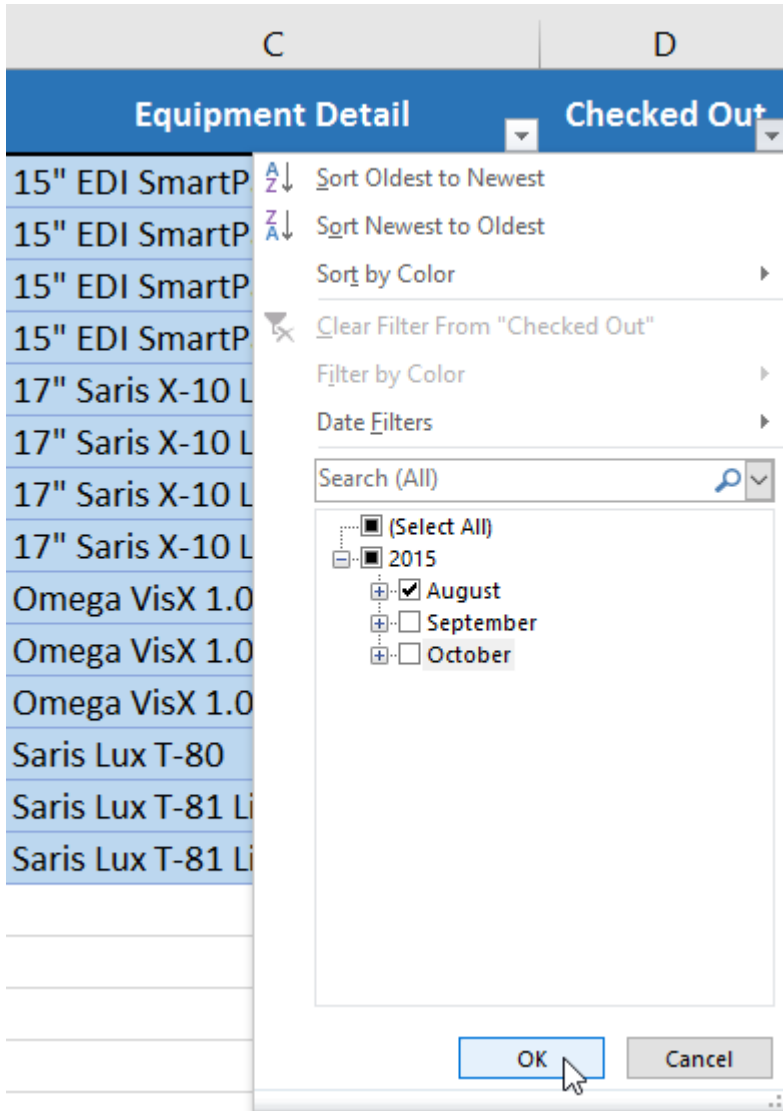 C D
Equipment Detail Checked Out
15" EDI SmartP
15" EDI SmartP
15" EDI SmartP
15" EDI SmartP
17" Saris X-10 L
17" Saris X-10 L
17" Saris X-10 L
17" Saris X-10 L
Omega VisX 1.0
Omega VisX 1.0
Omega VisX 1.0
Saris Lux T-80
Saris Lux T-81 Li
Saris Lux T-81 Li
Sort Oldest to Newest
Sort Newest to Oldest
Sort by Color
Clear Filter From "Checked Out"
Filter by Color
Date Filters
Search (All)
(Select All)
2015
August
September
October
OK Cancel